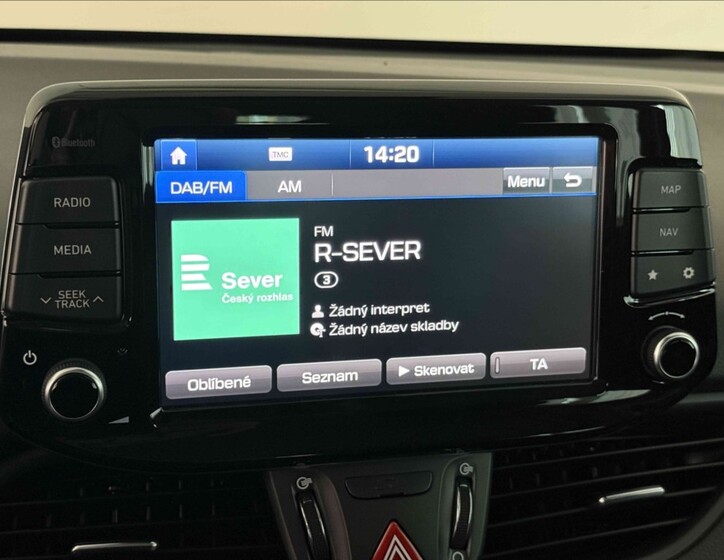 Bluetooth
TMC
14:20
DAB/FM
AM
Menu
RADIO
MEDIA
SEEK
TRACK
MAP
NAV
R
Sever
Český rozhlas
FM
R-SEVER
3
Žádný interpret
Žádný název skladby
Oblíbené
Seznam
Skenovat
TA